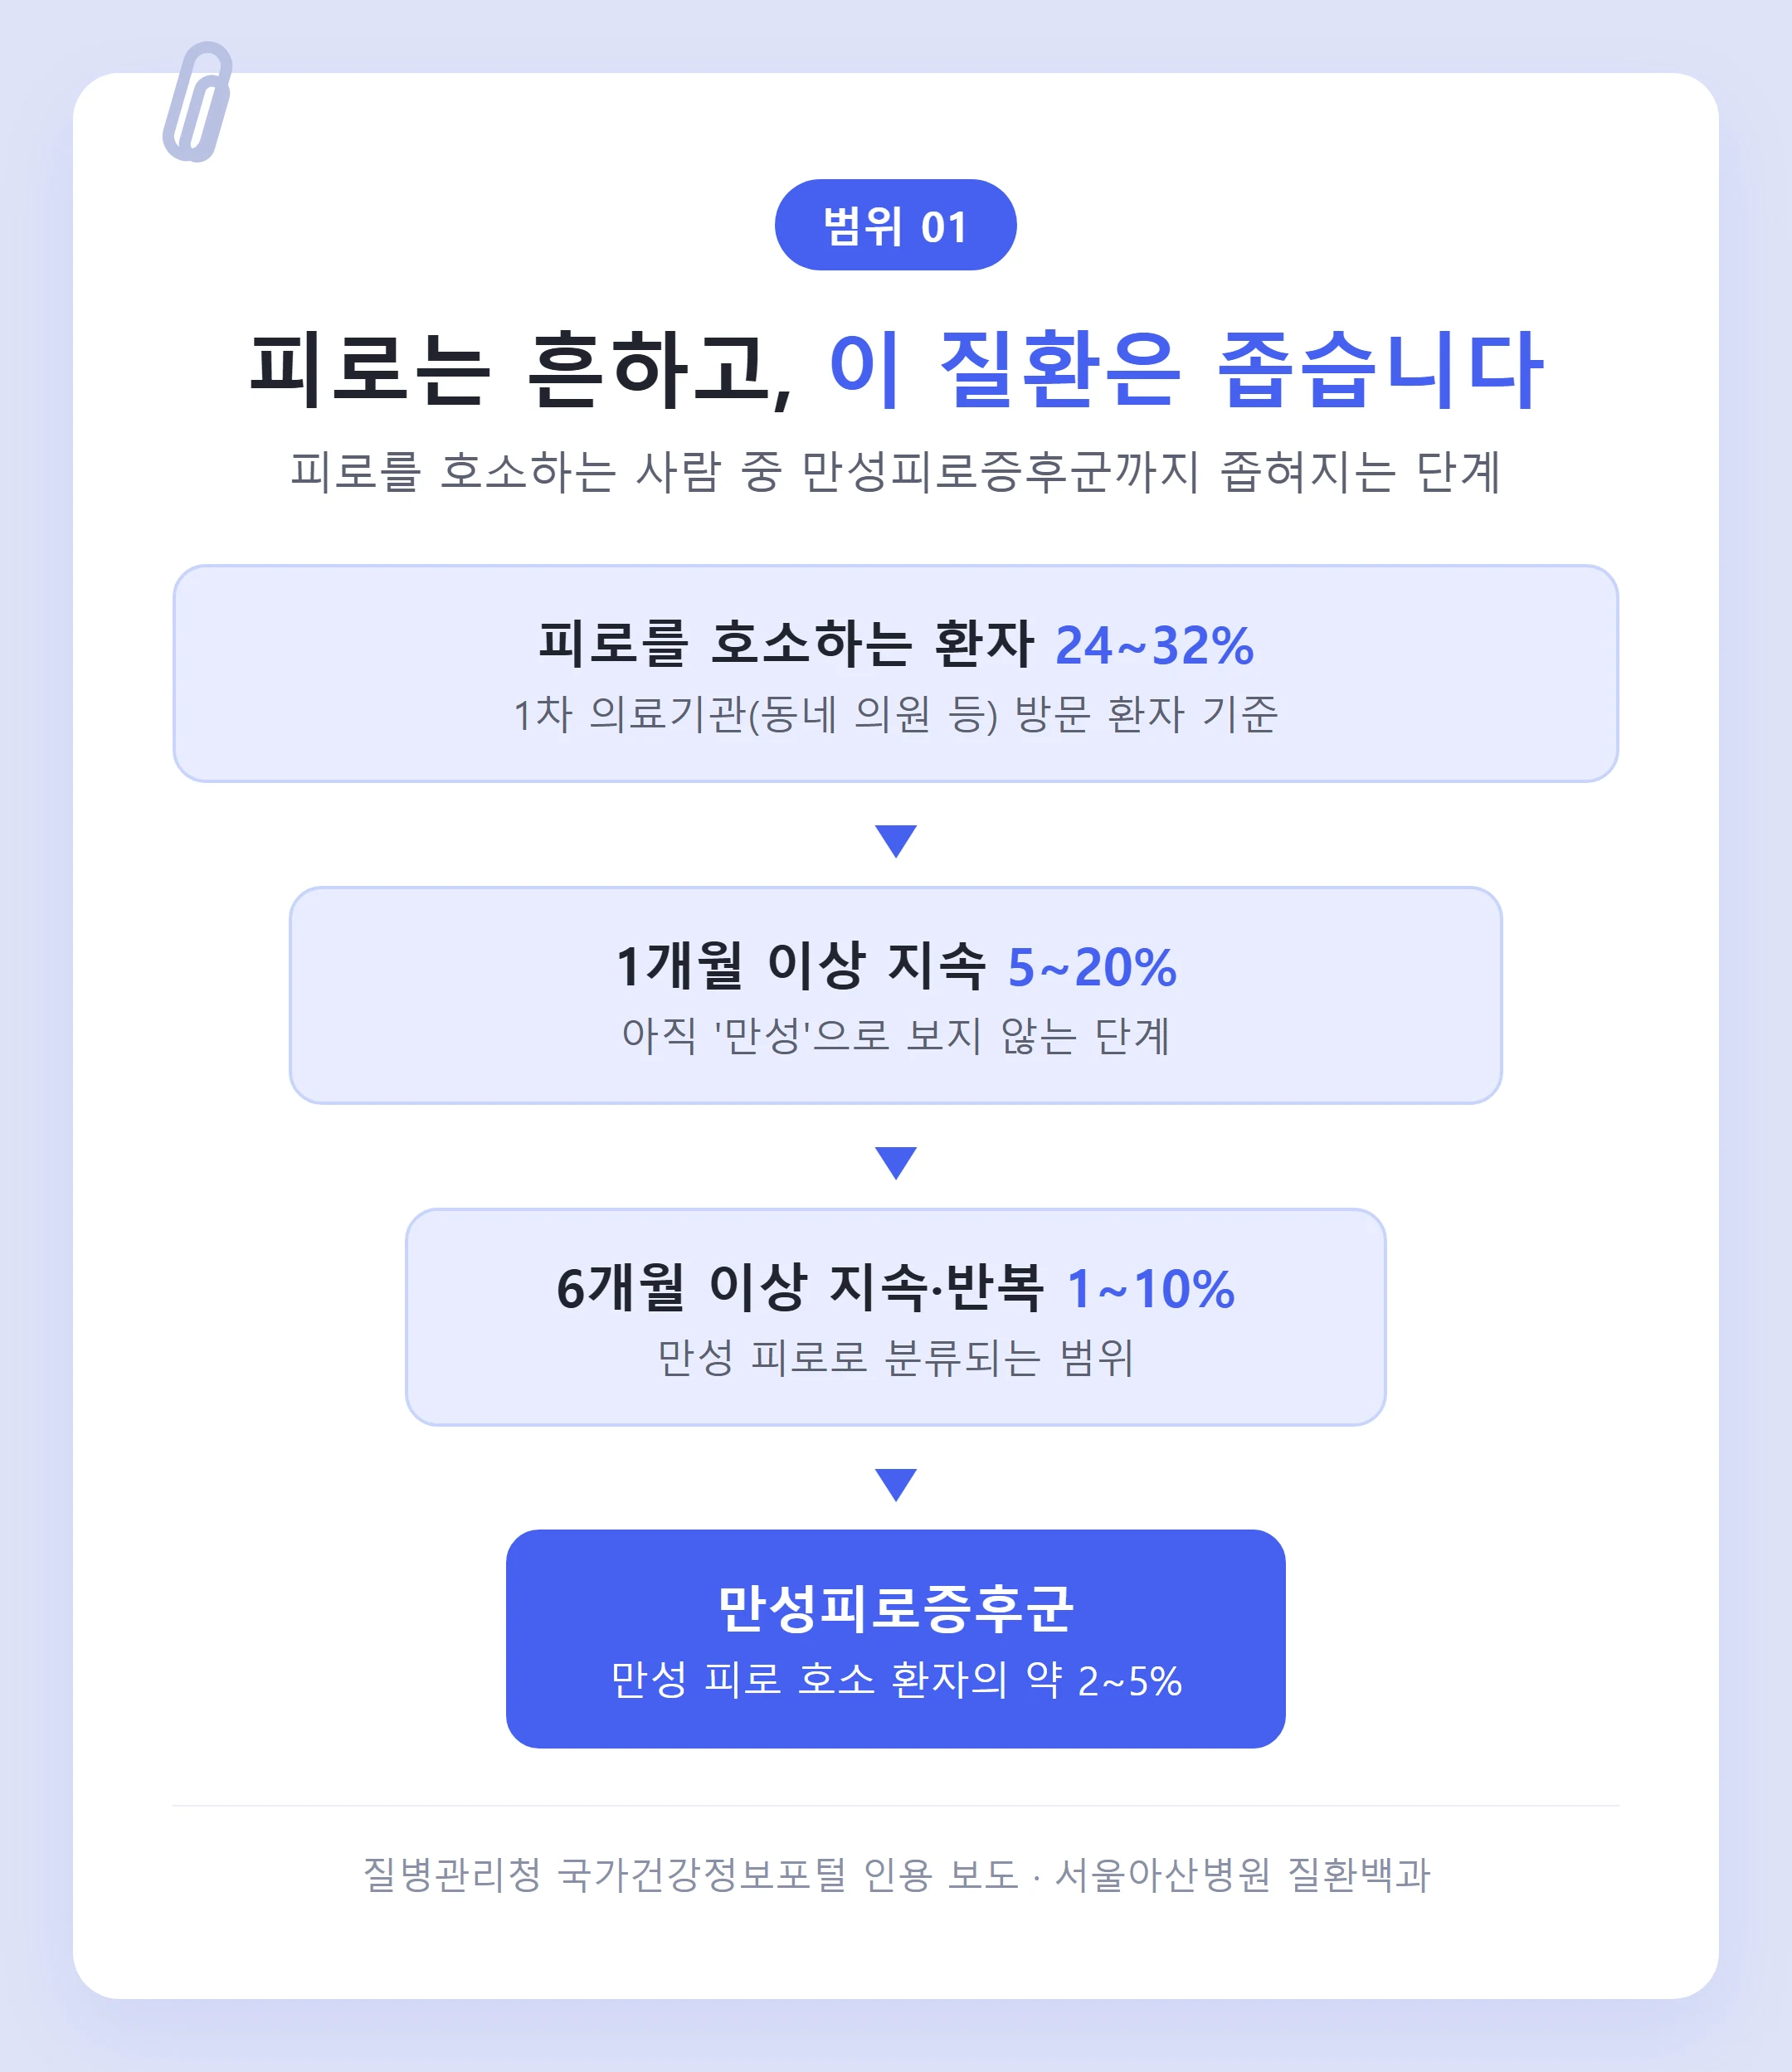 범위 01
피로는 흔하고, 이 질환은 좁습니다
피로를 호소하는 사람 중 만성피로증후군까지 좁혀지는 단계
피로를 호소하는 환자 24~32%
1차 의료기관(동네 의원 등) 방문 환자 기준
1개월 이상 지속 5~20%
아직 '만성'으로 보지 않는 단계
6개월 이상 지속·반복 1~10%
만성 피로로 분류되는 범위
만성피로증후군
만성 피로 호소 환자의 약 2~5%
질병관리청 국가건강정보포털 인용 보도 · 서울아산병원 질환백과